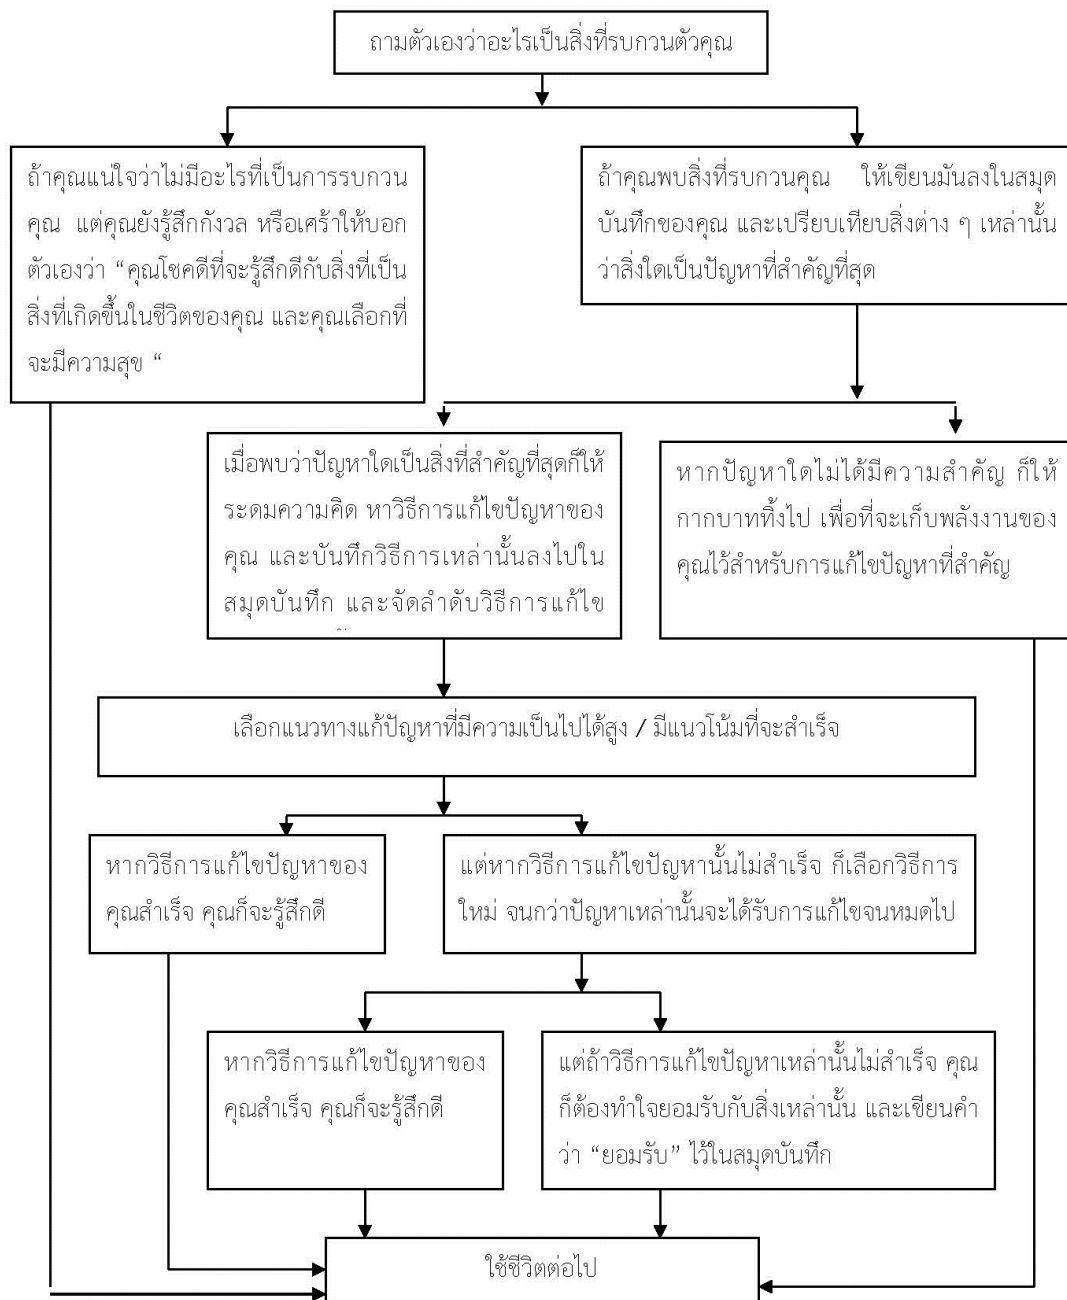 ถามตัวเองว่าอะไรเป็นสิ่งที่รบกวนตัวคุณ
ถ้าคุณแน่ใจว่าไม่มีอะไรที่เป็นการรบกวน
คุณ แต่คุณยังรู้สึกกังวล หรือเศร้าให้บอก
ตัวเองว่า “คุณโชคดีที่จะรู้สึกดีกับสิ่งที่เป็น
สิ่งที่เกิดขึ้นในชีวิตของคุณ และคุณเลือกที่
จะมีความสุข “
ถ้าคุณพบสิ่งที่รบกวนคุณ ให้เขียนมันลงในสมุด
บันทึกของคุณ และเปรียบเทียบสิ่งต่าง ๆ เหล่านั้น
ว่าสิ่งใดเป็นปัญหาที่สำคัญที่สุด
เมื่อพบว่าปัญหาใดเป็นสิ่งที่สำคัญที่สุดก็ให้
ระดมความคิด หาวิธีการแก้ไขปัญหาของ
คุณ และบันทึกวิธีการเหล่านั้นลงไปใน
สมุดบันทึก และจัดลำดับวิธีการแก้ไข
หากปัญหาใดไม่ได้มีความสำคัญ ก็ให้
กากบาททิ้งไป เพื่อที่จะเก็บพลังงานของ
คุณไว้สำหรับการแก้ไขปัญหาที่สำคัญ
เลือกแนวทางแก้ปัญหาที่มีความเป็นไปได้สูง / มีแนวโน้มที่จะสำเร็จ
หากวิธีการแก้ไขปัญหาของ
คุณสำเร็จ คุณก็จะรู้สึกดี
แต่หากวิธีการแก้ไขปัญหานั้นไม่สำเร็จ ก็เลือกวิธีการ
ใหม่ จนกว่าปัญหาเหล่านั้นจะได้รับการแก้ไขจนหมดไป
หากวิธีการแก้ไขปัญหาของ
คุณสำเร็จ คุณก็จะรู้สึกดี
แต่ถ้าวิธีการแก้ไขปัญหาเหล่านั้นไม่สำเร็จ คุณ
ก็ต้องทำใจยอมรับกับสิ่งเหล่านั้น และเขียนคำ
ว่า “ยอมรับ” ไว้ในสมุดบันทึก
ใช้ชีวิตต่อไป